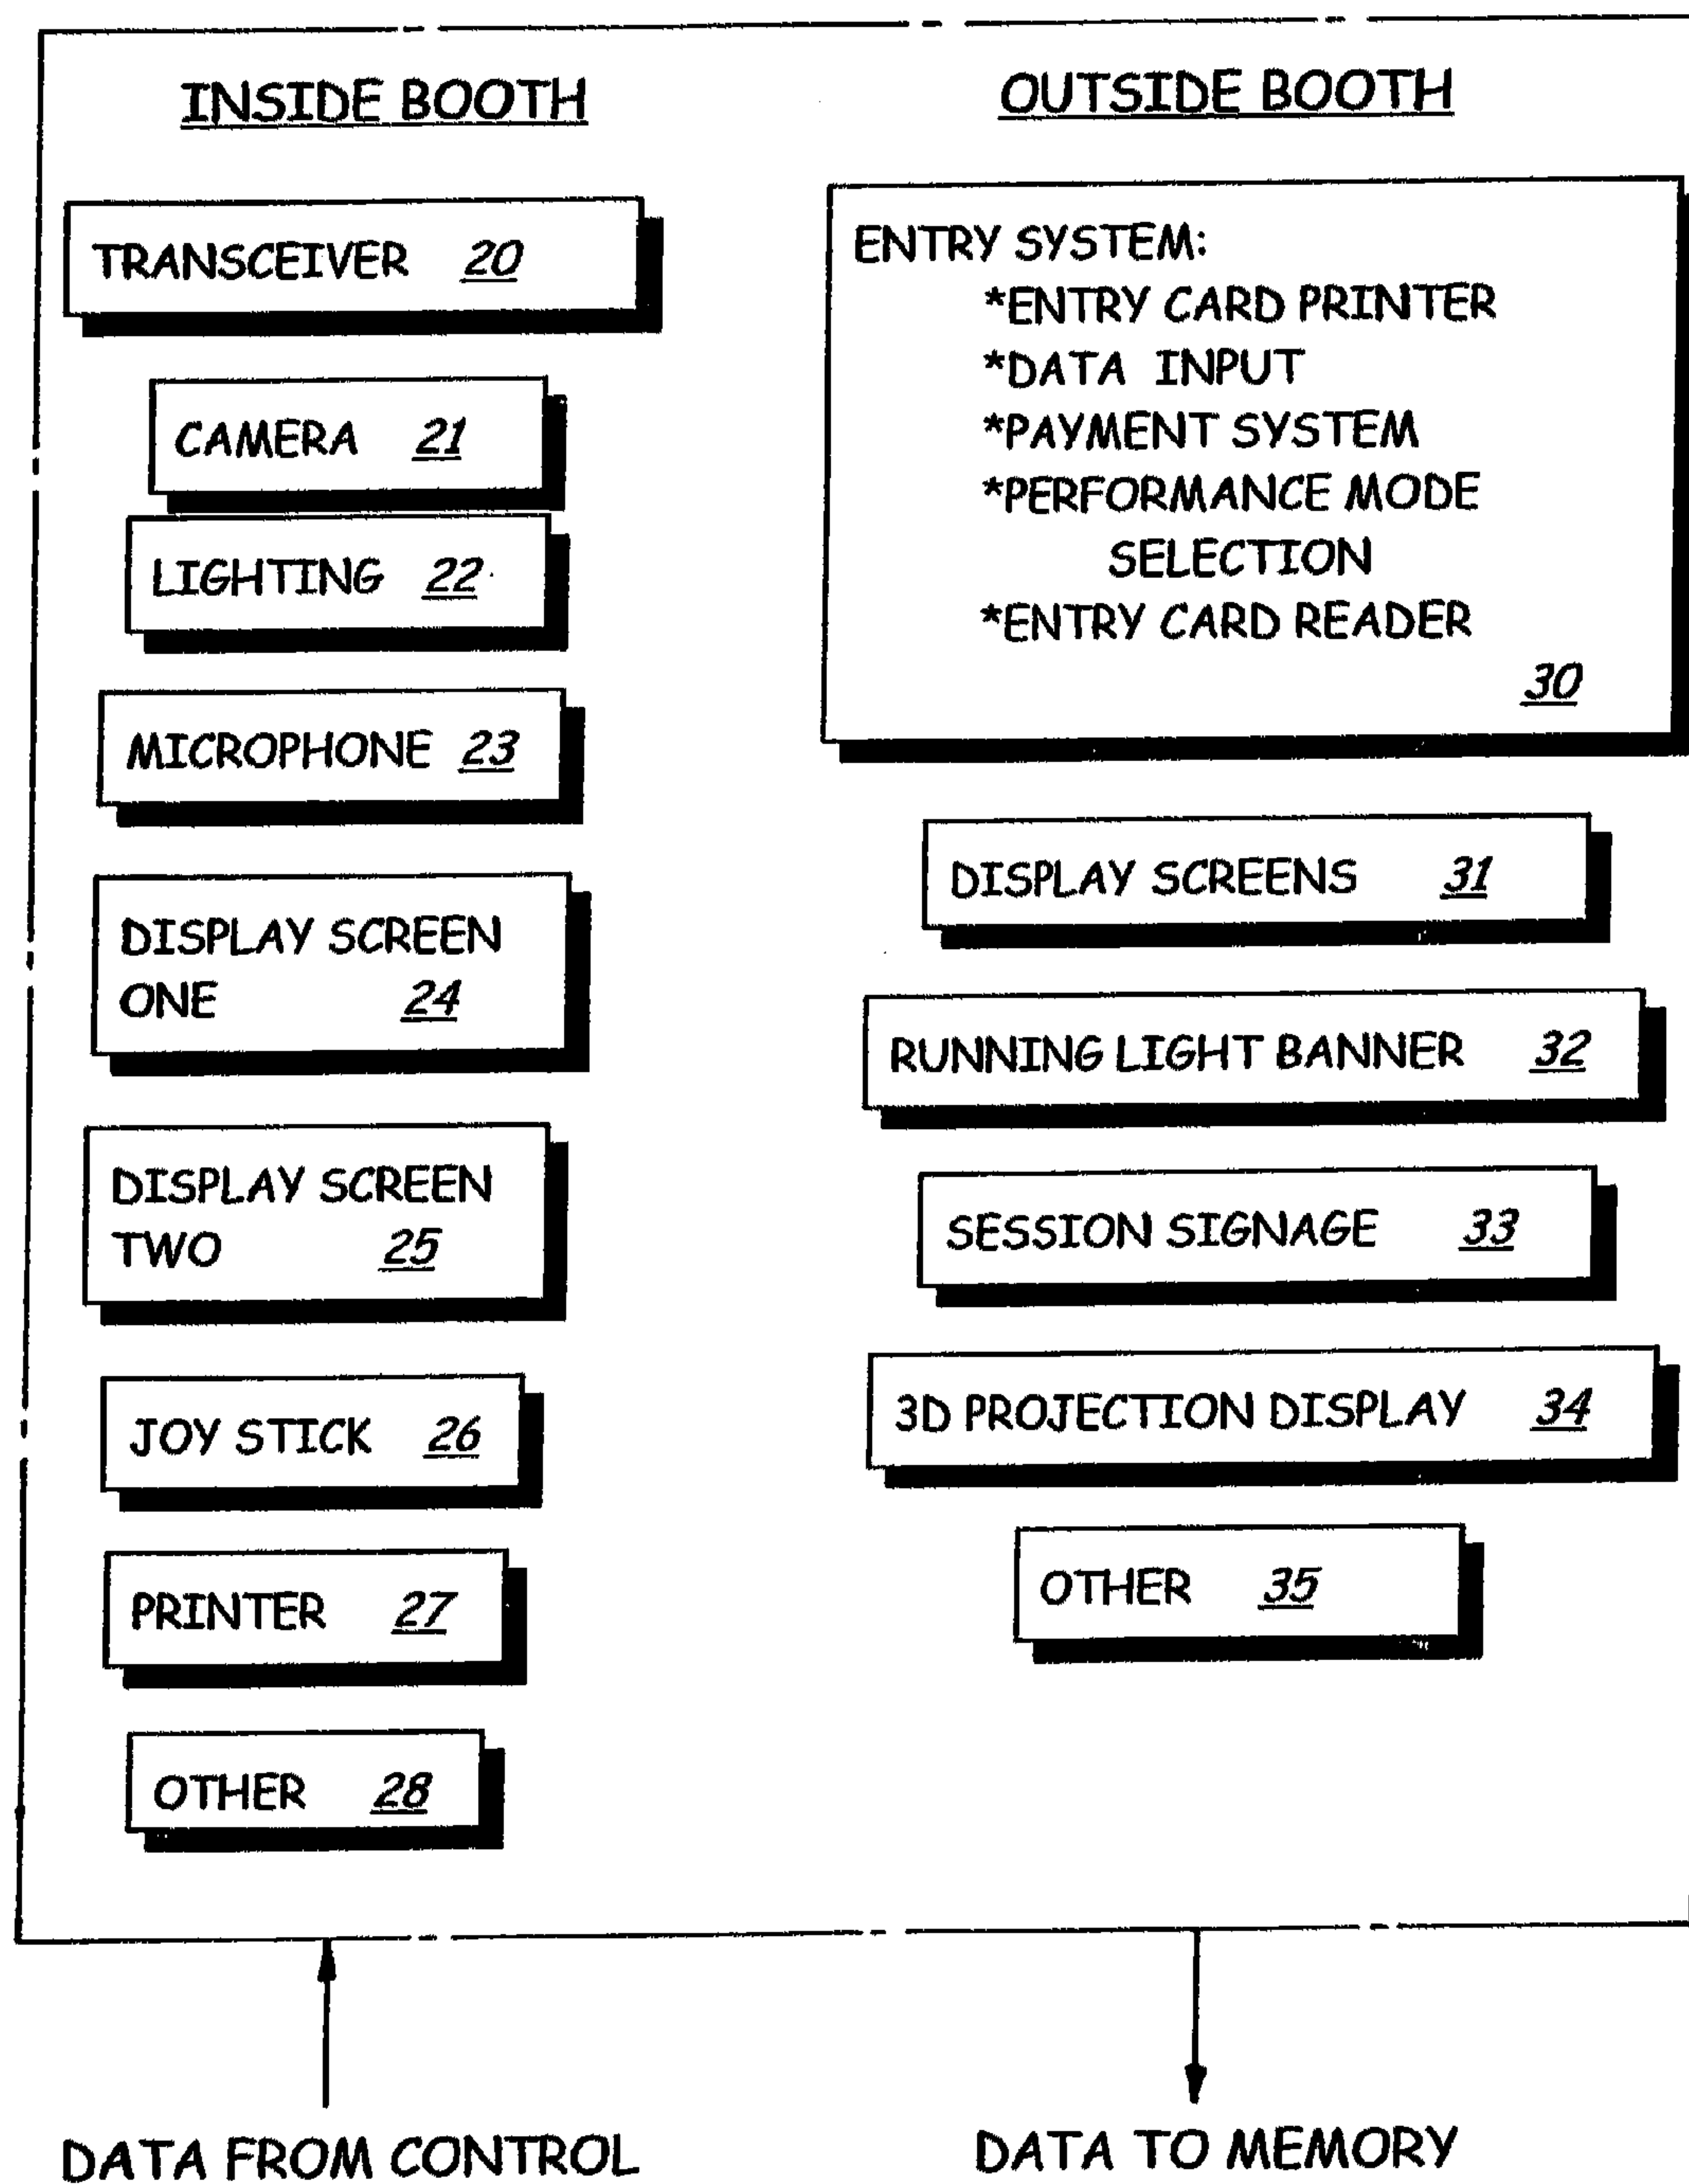 INSIDE BOOTH
TRANSCEIVER 20
CAMERA 21
LIGHTING 22
MICROPHONE 23
DISPLAY SCREEN
ONE 24
DISPLAY SCREEN
TWO 25
JOY STICK 26
PRINTER 27
OTHER 28
OUTSIDE BOOTH
ENTRY SYSTEM:
*ENTRY CARD PRINTER
*DATA INPUT
*PAYMENT SYSTEM
*PERFORMANCE MODE
SELECTION
*ENTRY CARD READER
30
DISPLAY SCREENS 31
RUNNING LIGHT BANNER 32
SESSION SIGNAGE 33
3D PROJECTION DISPLAY 34
OTHER 35
DATA FROM CONTROL
DATA TO MEMORY